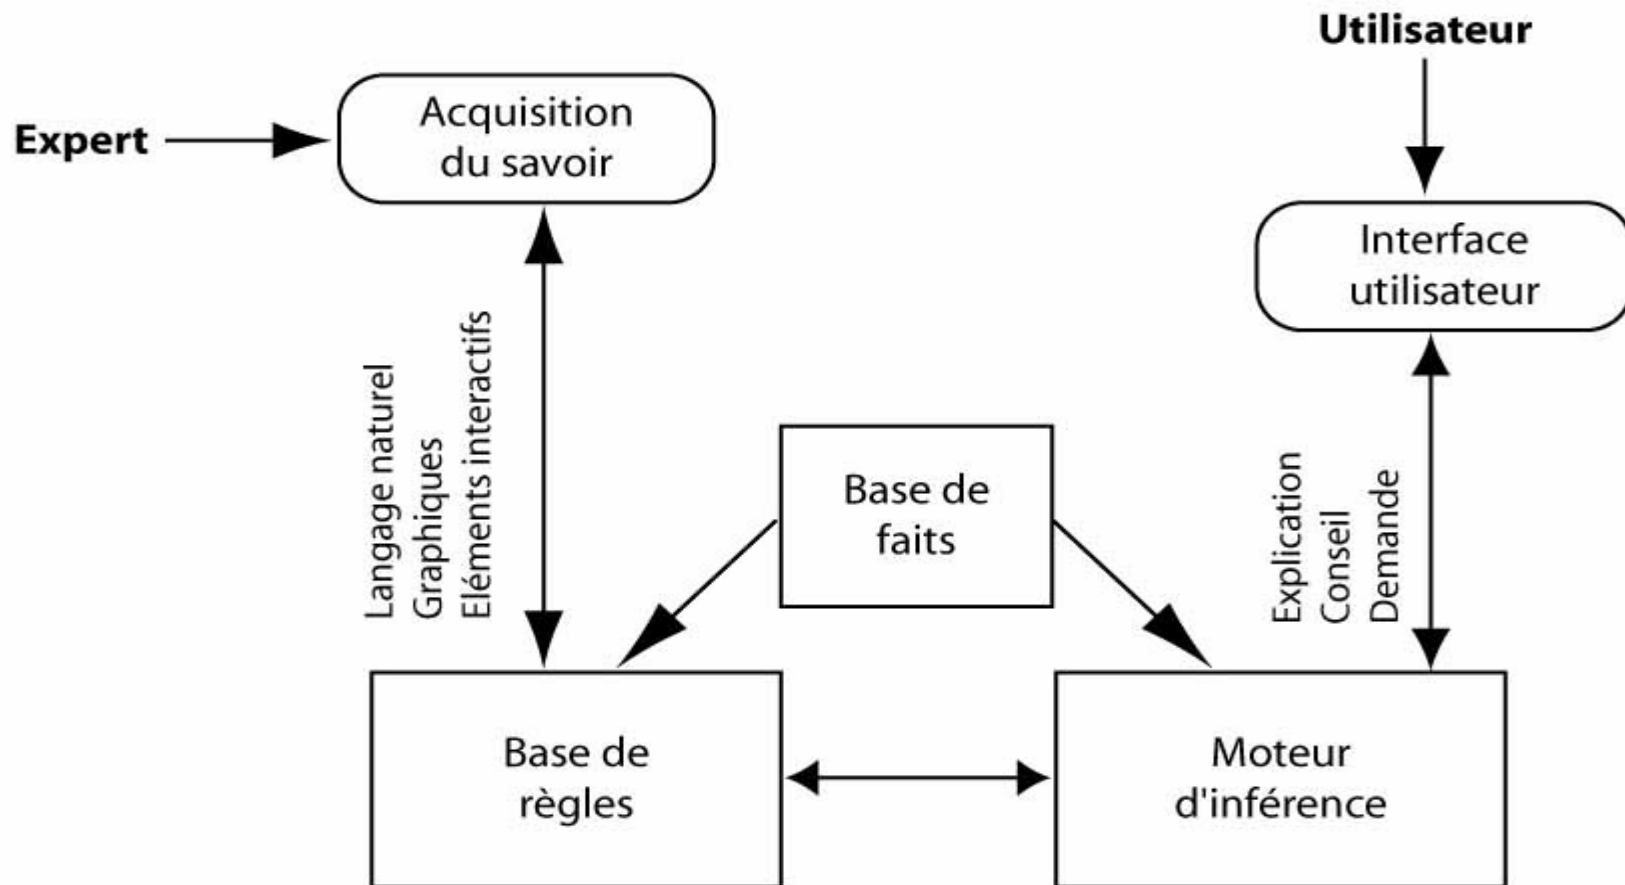 Utilisateur
Expert
Acquisition
du savoir
Interface
utilisateur
Langage naturel
Graphiques
Eléments interactifs
Base de
faits
Explication
Conseil
Demande
Base de
règles
Moteur
d'inférence